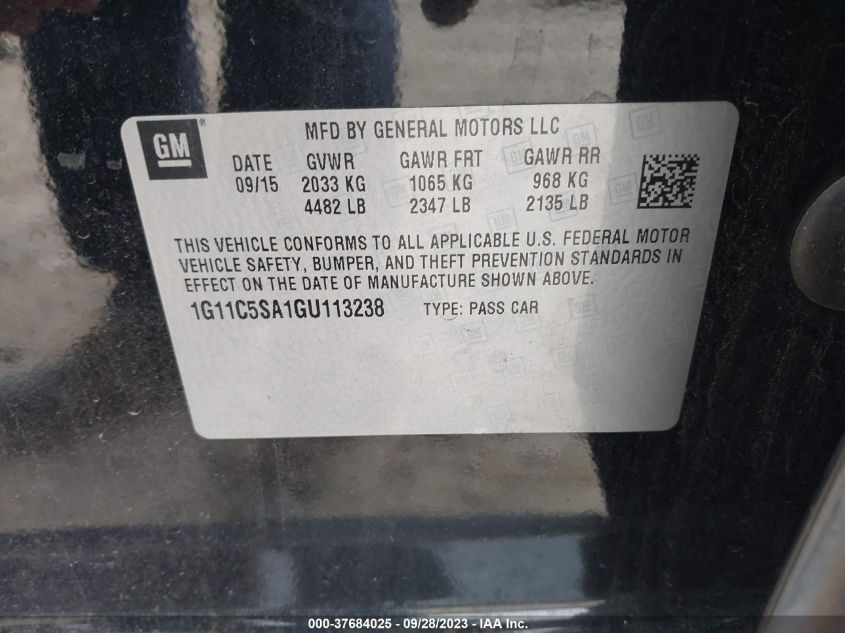 GM ® MFD BY GENERAL MOTORS LLC
DATE GVWR GAWR FRT GAWR RR
09/15 2033 KG 1065 KG 968 KG
4482 LB 2347 LB 2135 LB
THIS VEHICLE CONFORMS TO ALL APPLICABLE U.S. FEDERAL MOTOR
VEHICLE SAFETY, BUMPER, AND THEFT PREVENTION STANDARDS IN
EFFECT ON THE DATE OF MANUFACTURE SHOWN ABOVE.
1G11C5SA1GU113238 TYPE: PASS CAR
000-37684025 - 09/28/2023 - IAA Inc.